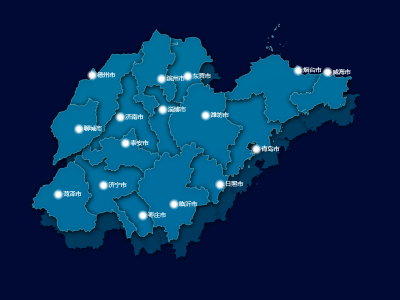 烟台市
威海市
德州市
滨州市
东营市
淄博市
潍坊市
济南市
聊城市
泰安市
青岛市
日照市
济宁市
菏泽市
临沂市
枣庄市